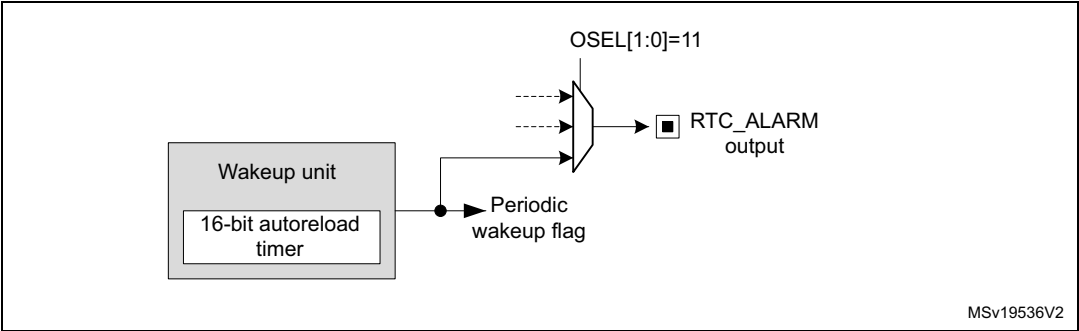 OSEL[1:0]=11
RTC_ALARM
output
Wakeup unit
16-bit autoreload
timer
Periodic
wakeup flag
MSv19536V2